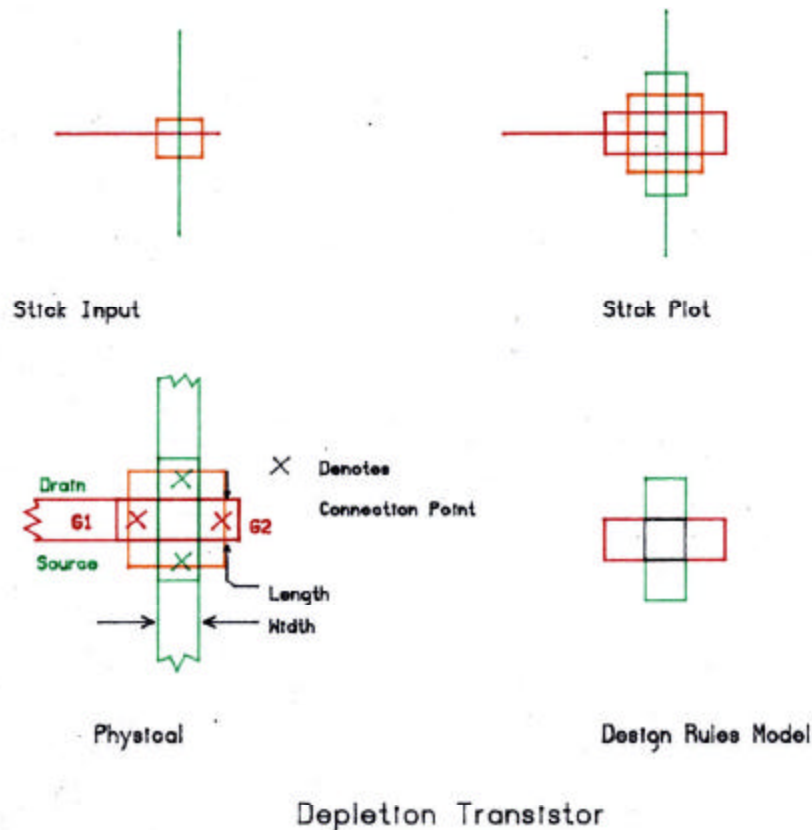 Stick Input
Stick Plot
Drain
G1
G2
Source
Denotes
Connection Point
Length
Width
Physical
Design Rules Model
Depletion Transistor